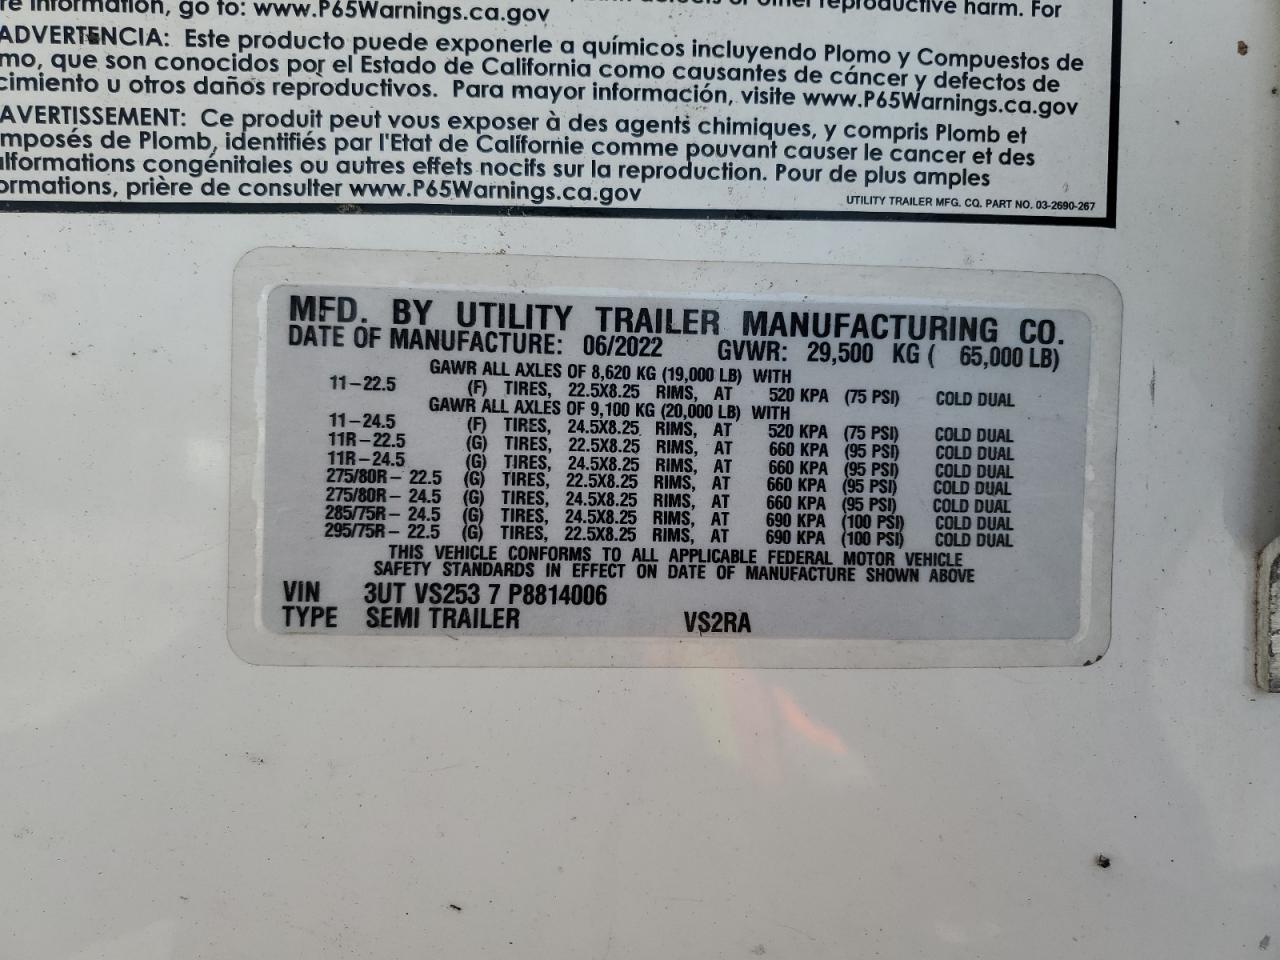 re information, go to: www.P65Warnings.ca.gov or other reproductive harm. For
ADVERTENCIA: Este producto puede exponerle a químicos incluyendo Plomo y Compuestos de
mo, que son conocidos por el Estado de California como causantes de cáncer y defectos de
cimiento u otros daños reproductivos. Para mayor información, visite www.P65Warnings.ca.gov
AVERTISSEMENT: Ce produit peut vous exposer à des agents chimiques, y compris Plomb et
mposés de Plomb, identifiés par l'Etat de Californie comme pouvant causer le cancer et des
lformations congénitales ou autres effets nocifs sur la reproduction. Pour de plus amples
ormations, prière de consulter www.P65Warnings.ca.gov
UTILITY TRAILER MFG. CO. PART NO. 03-2690-267
MFD. BY UTILITY TRAILER MANUFACTURING CO.
DATE OF MANUFACTURE: 06/2022 GVWR: 29,500 KG ( 65,000 LB)
GAWR ALL AXLES OF 8,620 KG (19,000 LB) WITH
11-22.5 (F) TIRES, 22.5X8.25 RIMS, AT 520 KPA (75 PSI) COLD DUAL
GAWR ALL AXLES OF 9,100 KG (20,000 LB) WITH
11-24.5 (F) TIRES, 24.5X8.25 RIMS, AT 520 KPA (75 PSI) COLD DUAL
11R-22.5 (G) TIRES, 22.5X8.25 RIMS, AT 660 KPA (95 PSI) COLD DUAL
11R-24.5 (G) TIRES, 24.5X8.25 RIMS, AT 660 KPA (95 PSI) COLD DUAL
275/80R- 22.5 (G) TIRES, 22.5X8.25 RIMS, AT 660 KPA (95 PSI) COLD DUAL
275/80R- 24.5 (G) TIRES, 24.5X8.25 RIMS, AT 660 KPA (95 PSI) COLD DUAL
285/75R- 24.5 (G) TIRES, 24.5X8.25 RIMS, AT 690 KPA (100 PSI) COLD DUAL
295/75R- 22.5 (G) TIRES, 22.5X8.25 RIMS, AT 690 KPA (100 PSI) COLD DUAL
THIS VEHICLE CONFORMS TO ALL APPLICABLE FEDERAL MOTOR VEHICLE
SAFETY STANDARDS IN EFFECT ON DATE OF MANUFACTURE SHOWN ABOVE
VIN 3UT VS253 7 P8814006
TYPE SEMI TRAILER VS2RA